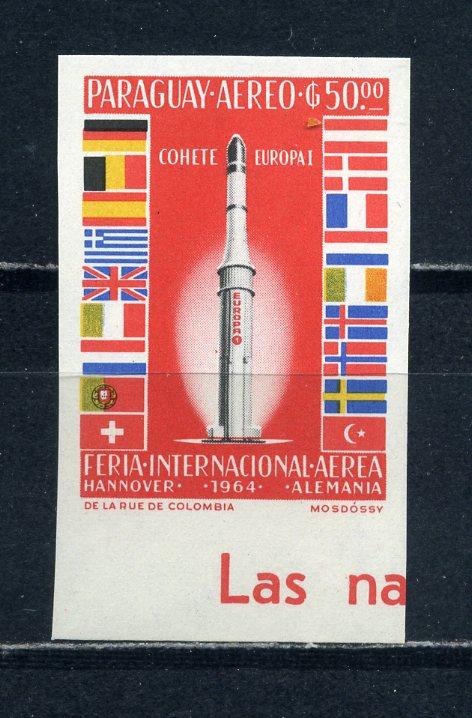 PARAGUAY·AEREO·₲ 50.00
COHETE EUROPA I
EUROPA 1
FERIA·INTERNACIONAL·AEREA
HANNOVER· ·1964· ·ALEMANIA
DE LA RUE DE COLOMBIA MOSDÓSSY
Las na